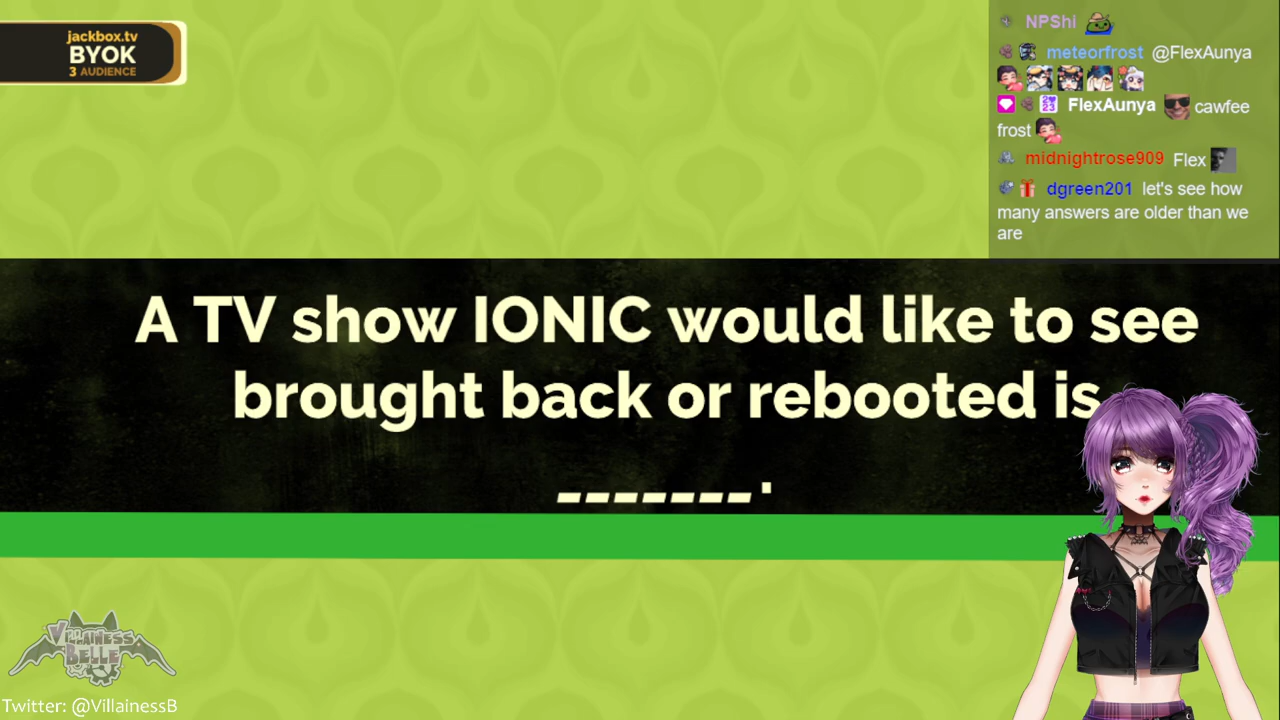 jackbox.tv
BYOK
3 AUDIENCE
NPShi
meteorfrost @FlexAunya
FlexAunya cawfee
frost
midnightrose909 Flex
dgreen201 let's see how
many answers are older than we
are
A TV show IONIC would like to see
brought back or rebooted is
_______.
VILLAINESS
BELLE
Twitter: @VillainessB